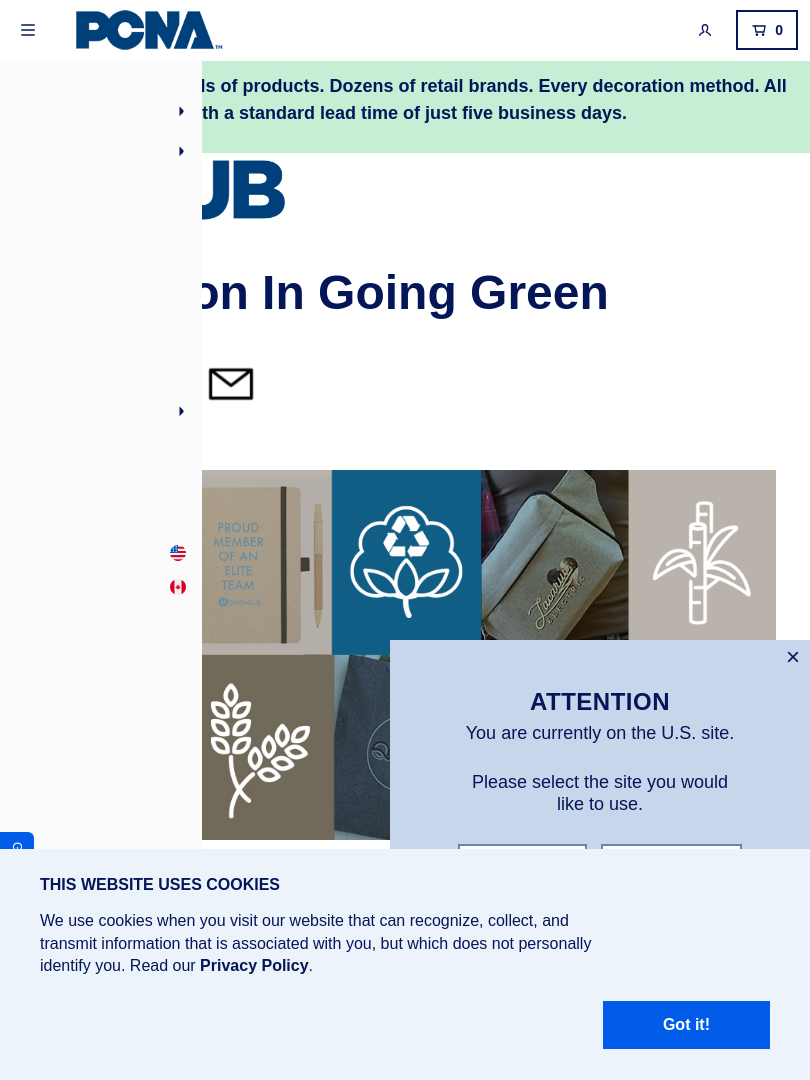 PCNA™
0
ls of products. Dozens of retail brands. Every decoration method. All
th a standard lead time of just five business days.
UB
on In Going Green
PROUD
MEMBER
OF AN
ELITE
TEAM
Lazarus
ELECTRIC
ATTENTION
You are currently on the U.S. site.
Please select the site you would
like to use.
THIS WEBSITE USES COOKIES
We use cookies when you visit our website that can recognize, collect, and
transmit information that is associated with you, but which does not personally
identify you. Read our Privacy Policy.
Got it!